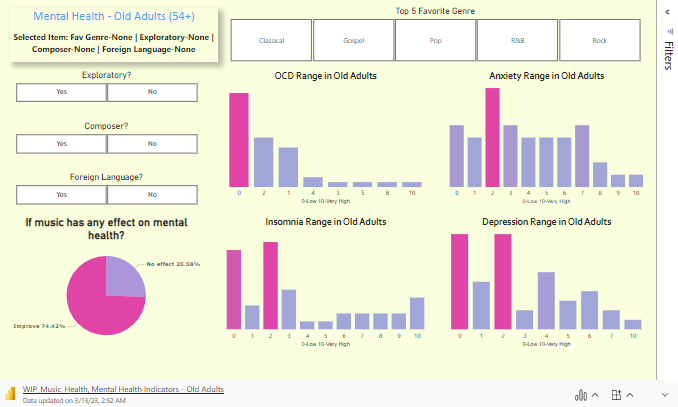 Mental Health - Old Adults (54+)
Selected Item: Fav Genre-None | Exploratory-None |
Composer-None | Foreign Language-None
Top 5 Favorite Genre
Classical
Gospel
Pop
R&B
Rock
Filters
Exploratory?
Yes
No
Composer?
Yes
No
Foreign Language?
Yes
No
OCD Range in Old Adults
0 2 1 4 3 5 8 10
0-Low 10-Very High
Anxiety Range in Old Adults
0 1 2 3 4 5 6 7 8 9 10
0-Low 10-Very High
If music has any effect on mental
health?
No effect 25.58%
Improve 74.42%
Insomnia Range in Old Adults
0 1 2 3 4 5 6 7 8 9 10
0-Low 10-Very High
Depression Range in Old Adults
0 1 2 3 4 5 6 7 10
0-Low 10-Very High
WIP_Music_Health, Mental Health Indicators - Old Adults
Data updated on 3/13/23, 2:52 AM